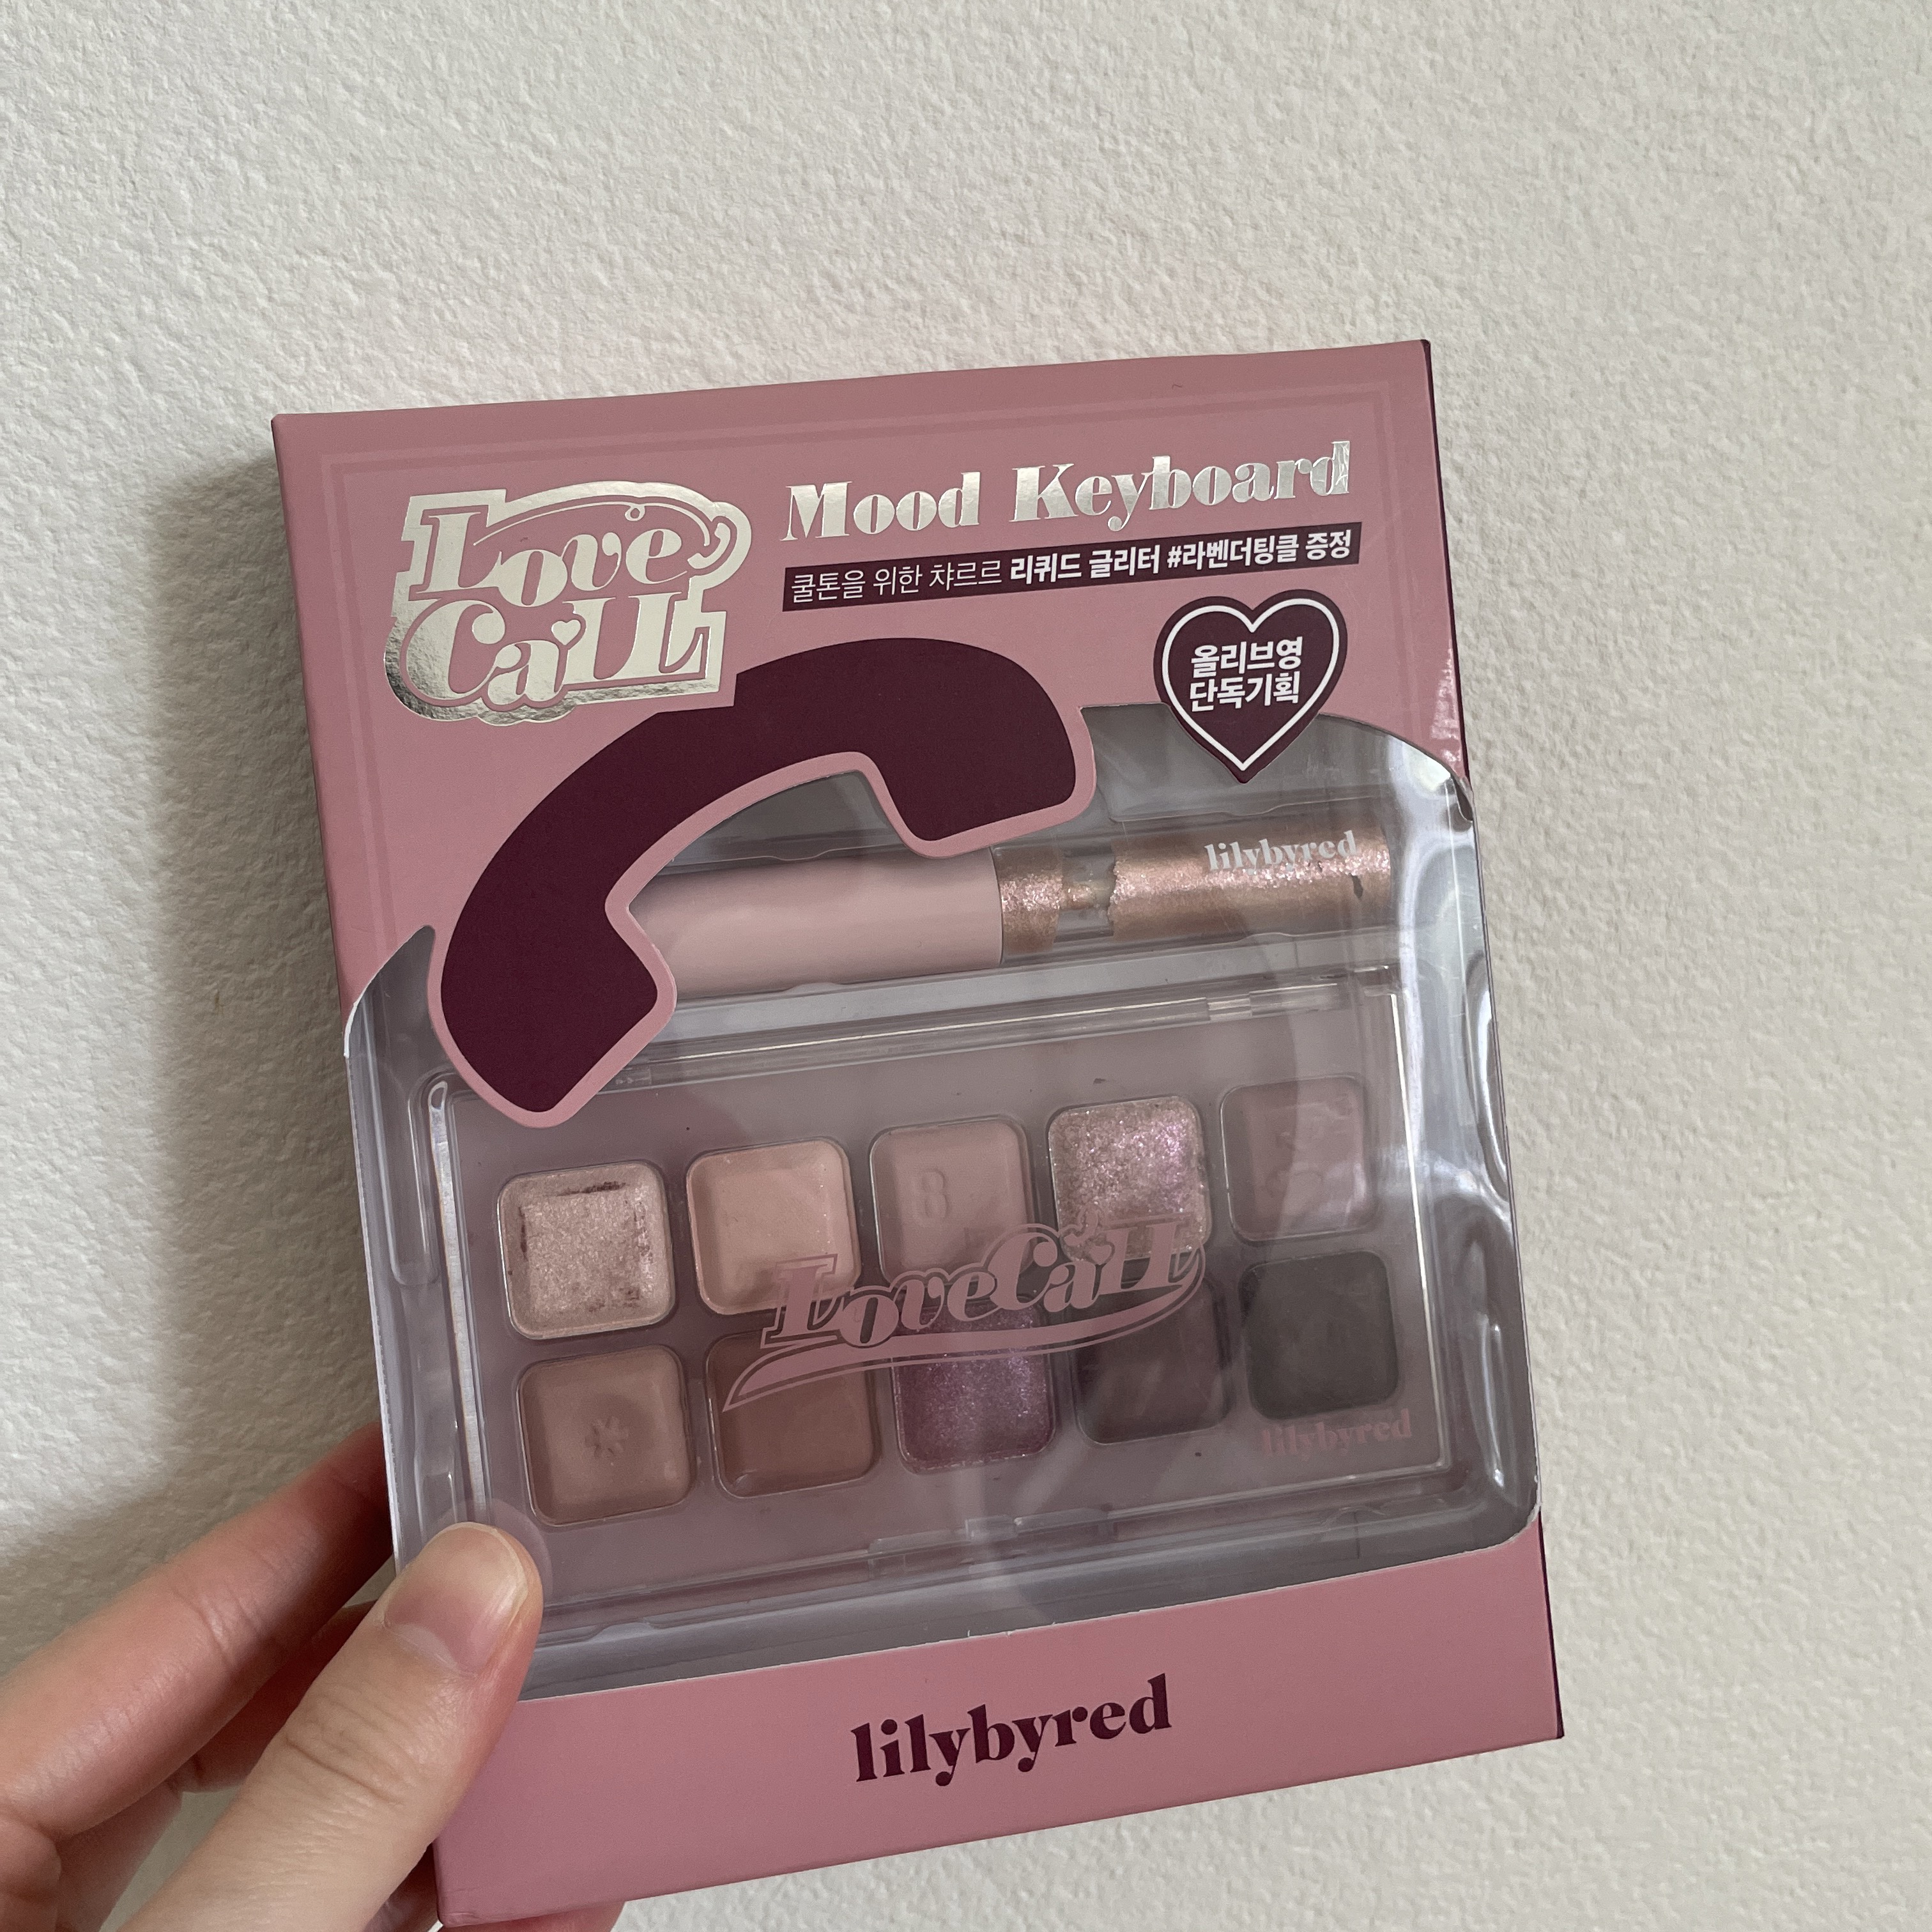 Love
Call
Mood Keyboard
쿨톤을 위한 챠르르 리퀴드 글리터 #라벤더팅클 증정
올리브영
단독기획
lilybyred
8
LoveCall
*
lilybyred
lilybyred